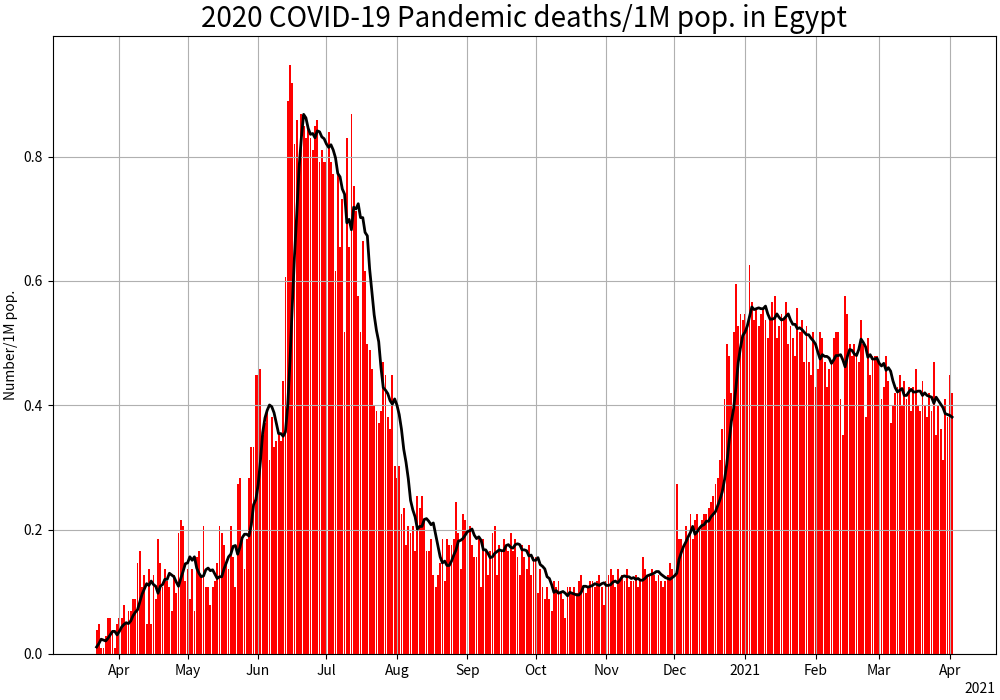 2020 COVID-19 Pandemic deaths/1M pop. in Egypt
Number/1M pop.
0.8
0.6
0.4
0.2
0.0
Apr May Jun Jul Aug Sep Oct Nov Dec 2021 Feb Mar Apr
2021